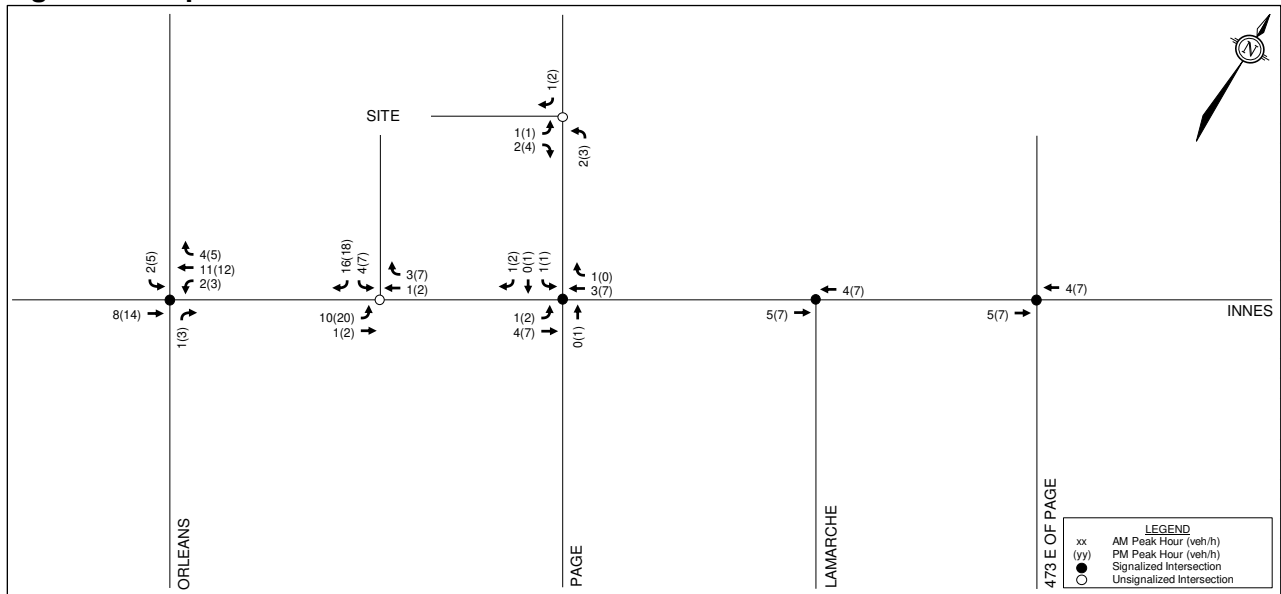 N
1(2)
SITE
1(1)
2(4)
2(3)
2(5)
4(5)
11(12)
2(3)
8(14)
1(3)
16(18)
4(7)
3(7)
1(2)
10(20)
1(2)
1(2)
0(1)
1(1)
1(0)
3(7)
1(2)
4(7)
0(1)
4(7)
5(7)
4(7)
5(7)
INNES
ORLEANS
PAGE
LAMARCHE
473 E OF PAGE
LEGEND
xx AM Peak Hour (veh/h)
(yy) PM Peak Hour (veh/h)
Signalized Intersection
Unsignalized Intersection